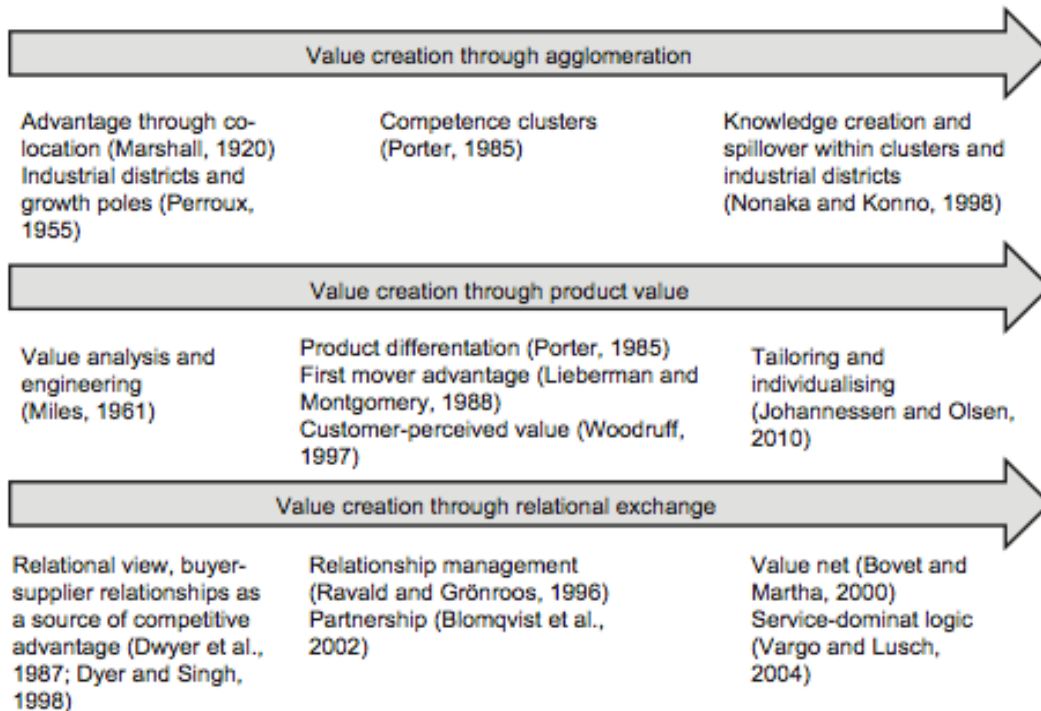 Value creation through agglomeration
Advantage through co-
location (Marshall, 1920)
Industrial districts and
growth poles (Perroux,
1955)
Competence clusters
(Porter, 1985)
Knowledge creation and
spillover within clusters and
industrial districts
(Nonaka and Konno, 1998)
Value creation through product value
Value analysis and
engineering
(Miles, 1961)
Product differentation (Porter, 1985)
First mover advantage (Lieberman and
Montgomery, 1988)
Customer-perceived value (Woodruff,
1997)
Tailoring and
individualising
(Johannessen and Olsen,
2010)
Value creation through relational exchange
Relational view, buyer-
supplier relationships as
a source of competitive
advantage (Dwyer et al.,
1987; Dyer and Singh,
1998)
Relationship management
(Ravald and Grönroos, 1996)
Partnership (Blomqvist et al.,
2002)
Value net (Bovet and
Martha, 2000)
Service-dominat logic
(Vargo and Lusch,
2004)